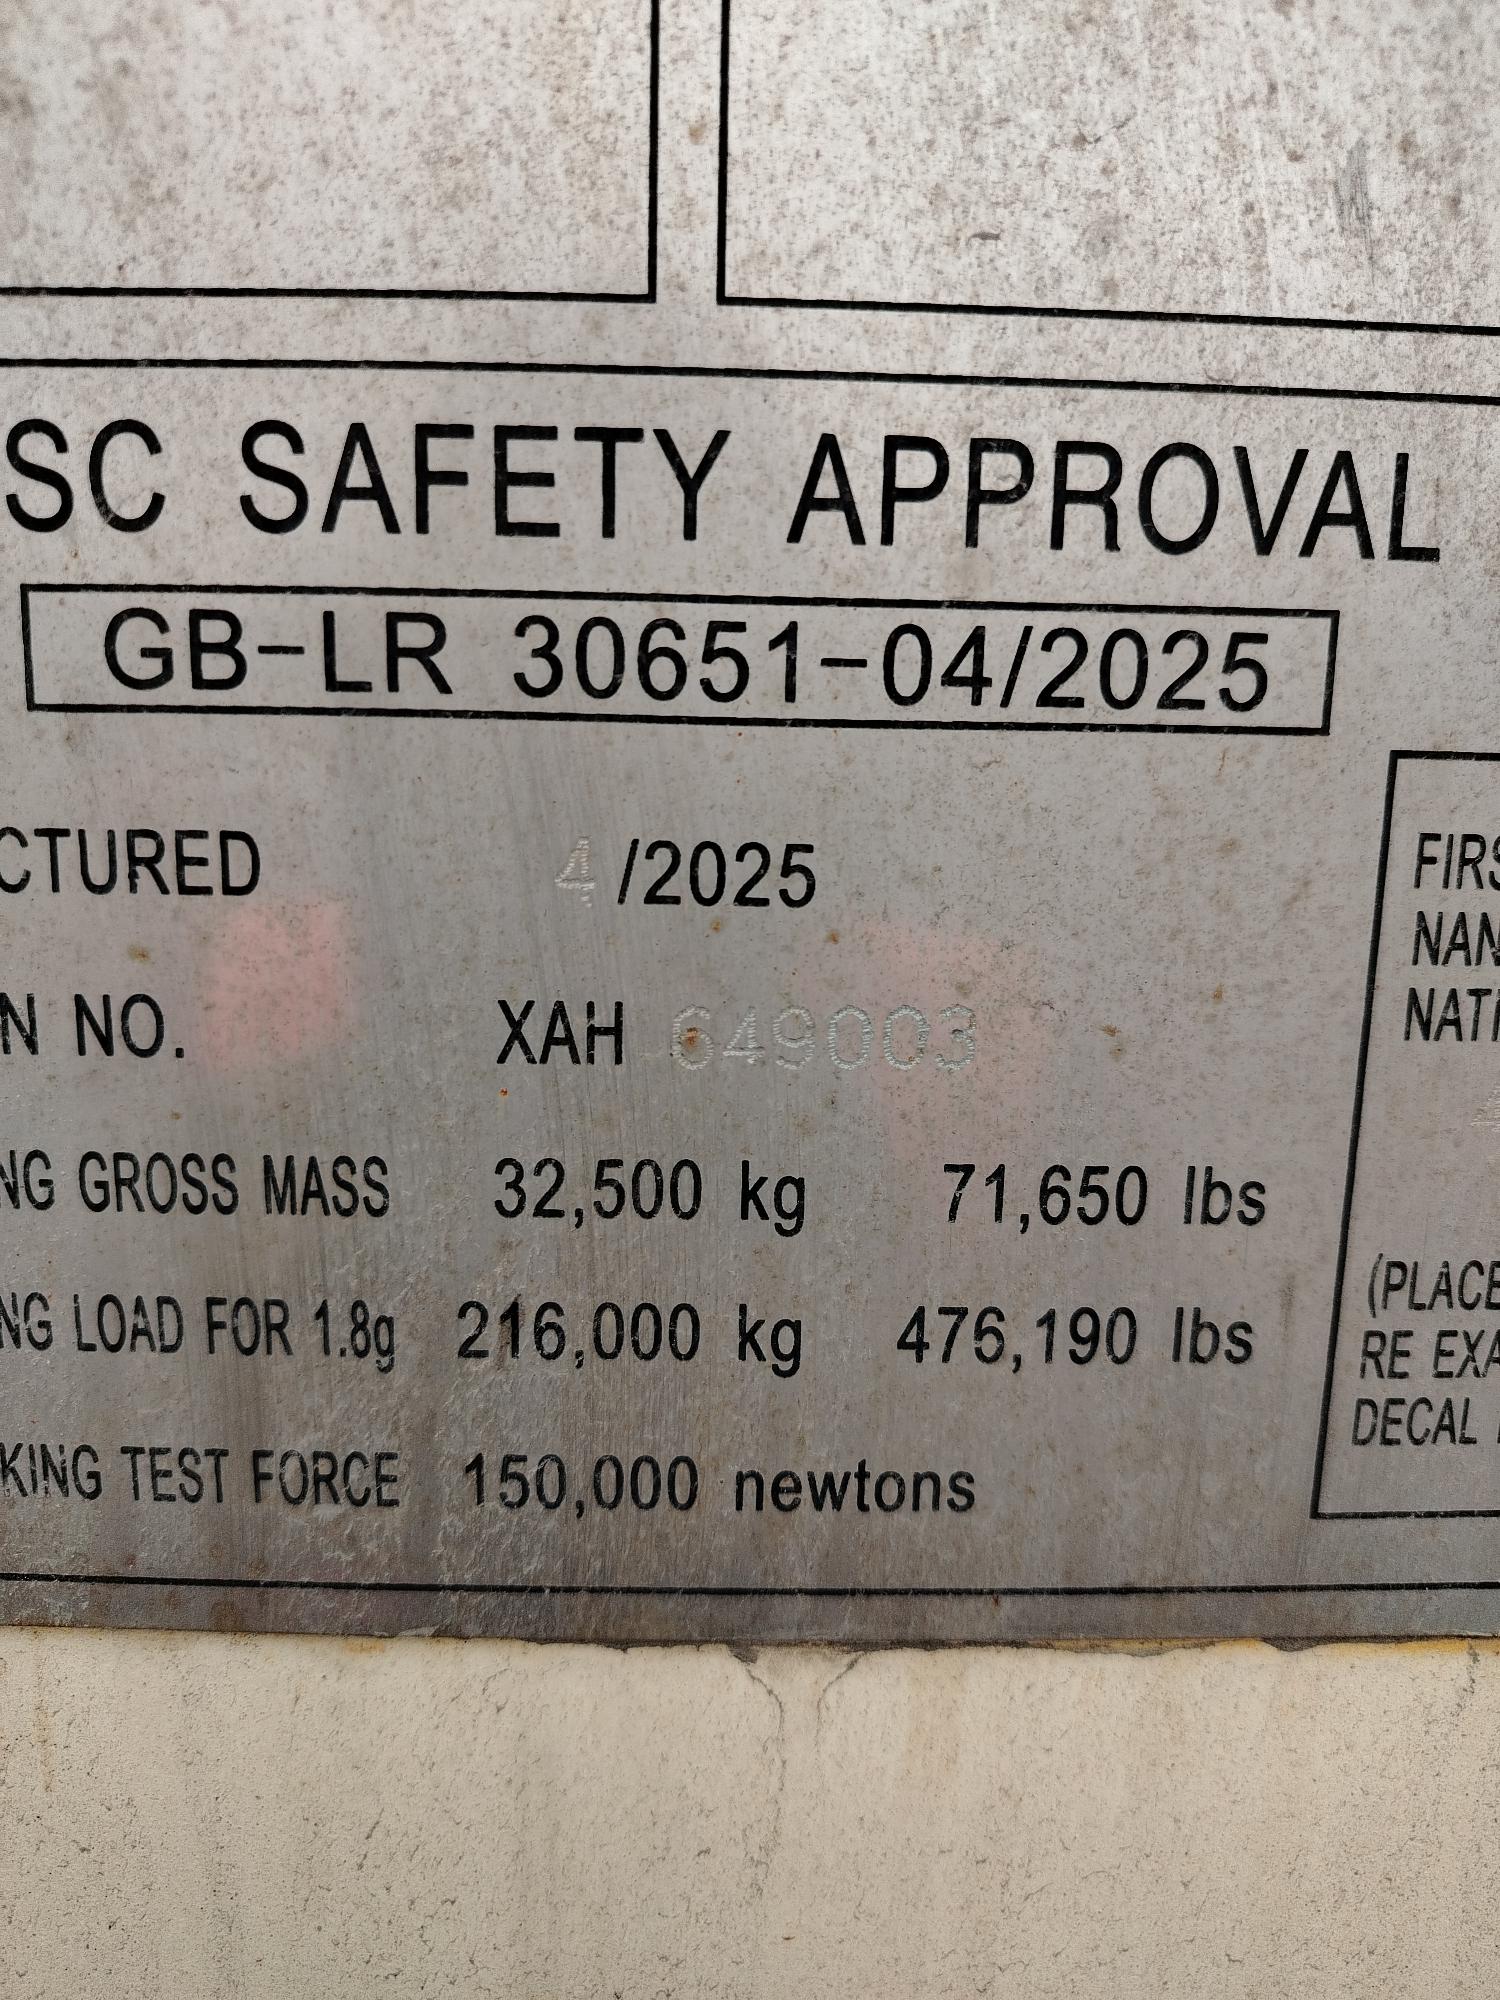 SC SAFETY APPROVAL
GB-LR 30651-04/2025
CTURED 4 /2025
N NO. XAH 649003
NG GROSS MASS 32,500 kg 71,650 lbs
NG LOAD FOR 1.8g 216,000 kg 476,190 lbs
KING TEST FORCE 150,000 newtons
FIRS
NAN
NATI
(PLACE
RE EXA
DECAL